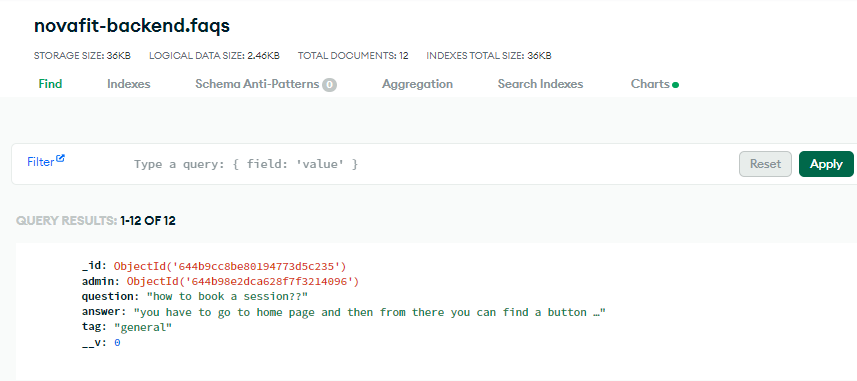 novafit-backend.faqs
STORAGE SIZE: 36KB LOGICAL DATA SIZE: 2.46KB TOTAL DOCUMENTS: 12 INDEXES TOTAL SIZE: 36KB
Find Indexes Schema Anti-Patterns 0 Aggregation Search Indexes Charts
Filter Type a query: { field: 'value' } Reset Apply
QUERY RESULTS: 1-12 OF 12
_id: ObjectId('644b9cc8be80194773d5c235')
admin: ObjectId('644b98e2dca628f7f3214096')
question: "how to book a session??"
answer: "you have to go to home page and then from there you can find a button …"
tag: "general"
__v: 0